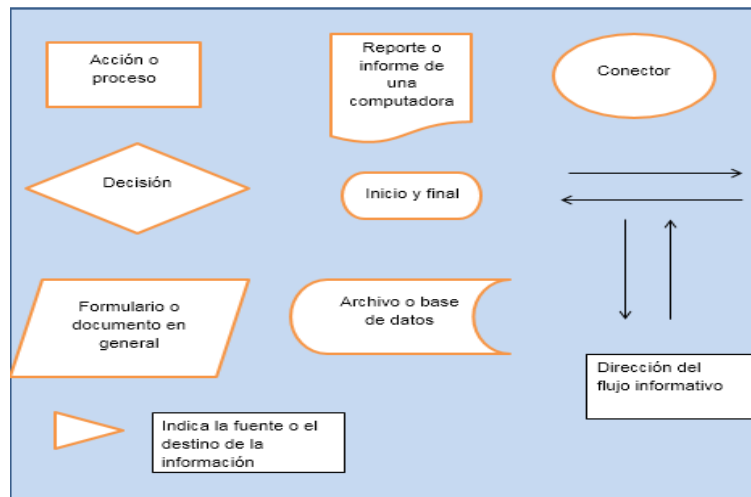 Acción o
proceso
Reporte o
informe de
una
computadora
Conector
Decisión
Inicio y final
Formulario o
documento en
general
Archivo o base
de datos
Dirección del
flujo informativo
Indica la fuente o el
destino de la
información